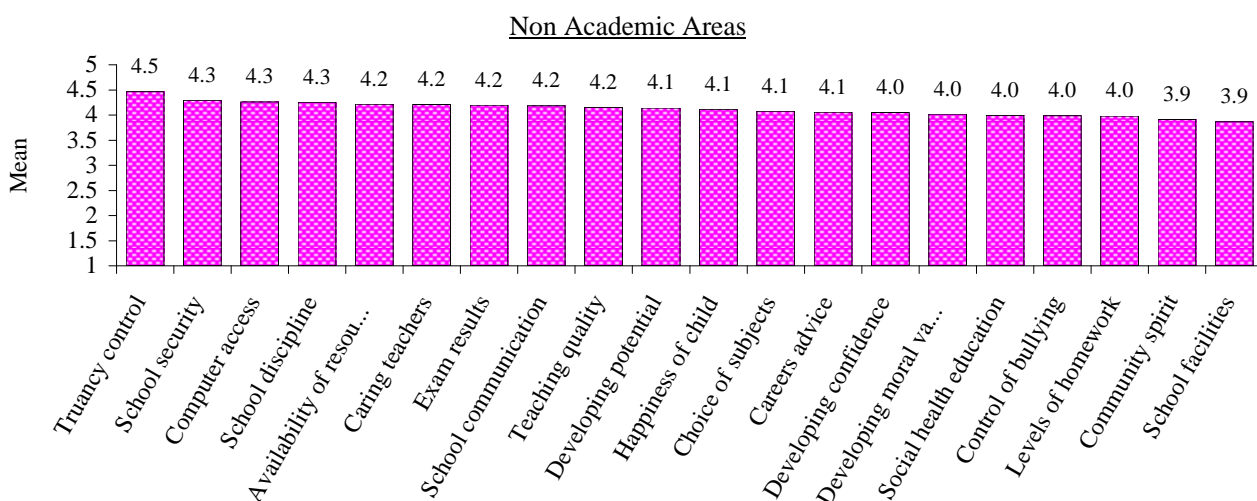 Non Academic Areas
4.5 4.3 4.3 4.3 4.2 4.2 4.2 4.2 4.2 4.1 4.1 4.1 4.1 4.0 4.0 4.0 4.0 4.0 3.9 3.9
5
4.5
4
3.5
3
2.5
2
1.5
1
Mean
Truancy control
School security
Computer access
School discipline
Availability of resou...
Caring teachers
Exam results
School communication
Teaching quality
Developing potential
Happiness of child
Choice of subjects
Careers advice
Developing confidence
Developing moral va...
Social health education
Control of bullying
Levels of homework
Community spirit
School facilities